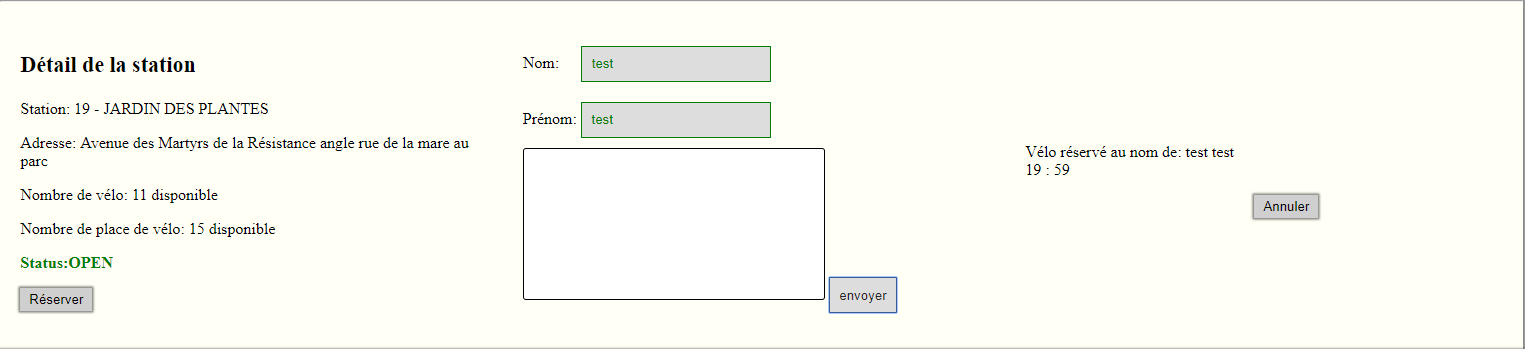 Détail de la station
Station: 19 - JARDIN DES PLANTES
Adresse: Avenue des Martyrs de la Résistance angle rue de la mare au
parc
Nombre de vélo: 11 disponible
Nombre de place de vélo: 15 disponible
Status:OPEN
Réserver
Nom: test
Prénom: test
envoyer
Vélo réservé au nom de: test test
19 : 59
Annuler